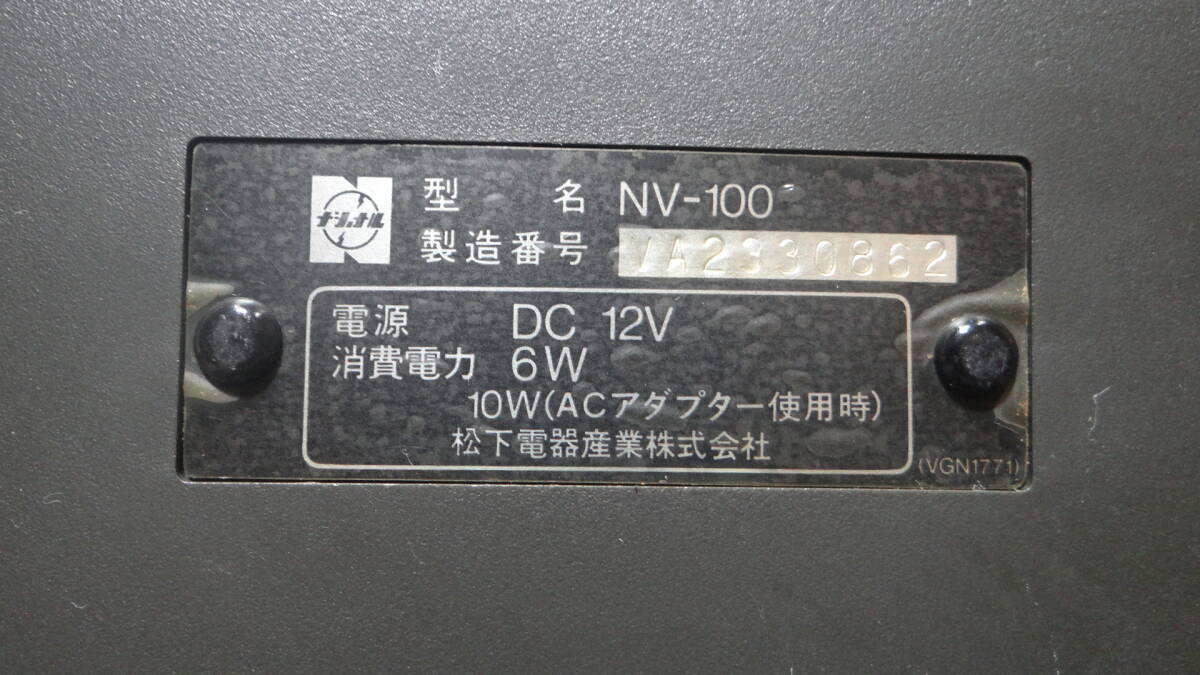 ナショナル
型名 NV-100
製造番号 VA2330862
電源 DC 12V
消費電力 6W
10W(ACアダプター使用時)
松下電器産業株式会社
(VGN1771)